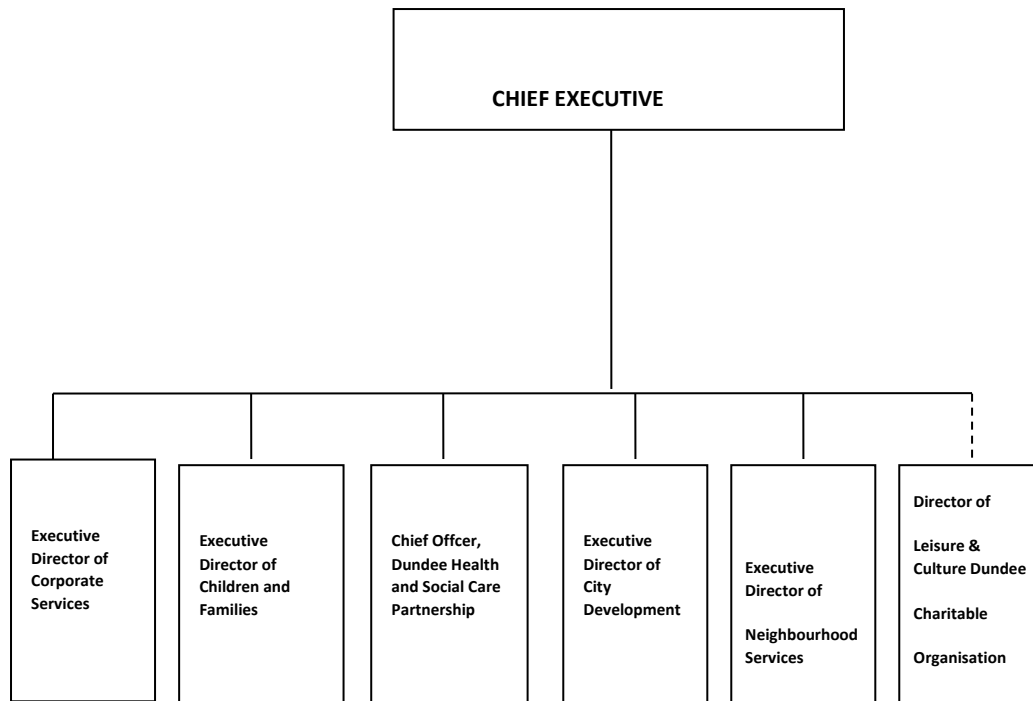 CHIEF EXECUTIVE
Executive
Director of
Corporate
Services
Executive
Director of
Children and
Families
Chief Offcer,
Dundee Health
and Social Care
Partnership
Executive
Director of
City
Development
Executive
Director of
Neighbourhood
Services
Director of
Leisure &
Culture Dundee
Charitable
Organisation